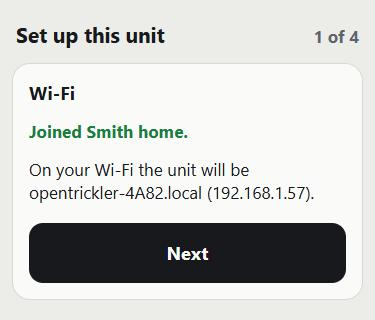 Set up this unit
1 of 4
Wi-Fi
Joined Smith home.
On your Wi-Fi the unit will be
opentrickler-4A82.local (192.168.1.57).
Next